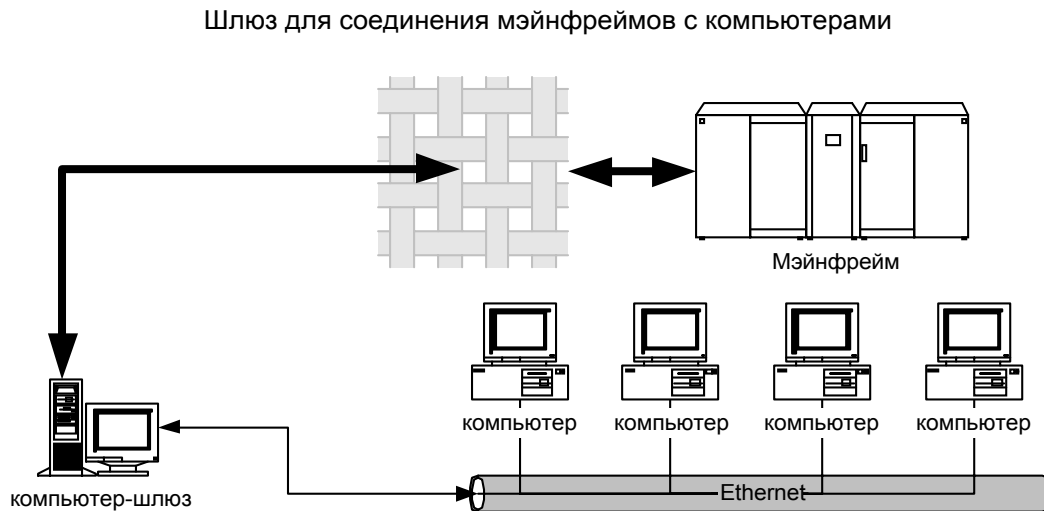 Шлюз для соединения мэйнфреймов с компьютерами
Мэйнфрейм
компьютер
компьютер
компьютер
компьютер
компьютер-шлюз
Ethernet